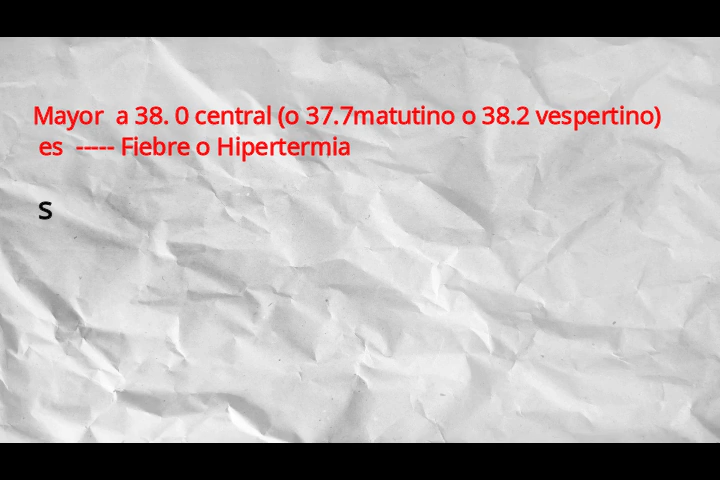 Mayor a 38. 0 central (o 37.7matutino o 38.2 vespertino)
es ----- Fiebre o Hipertermia
S